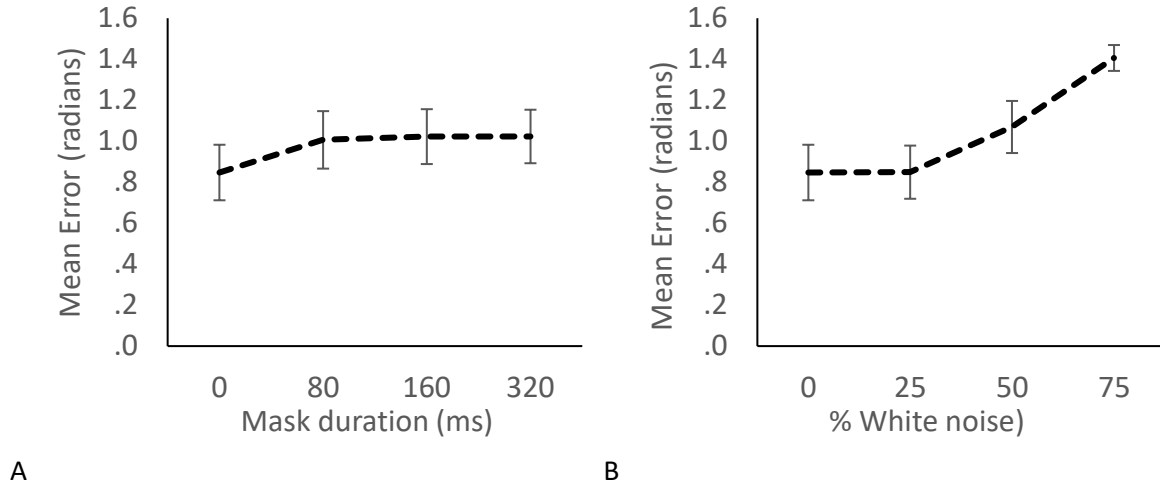 Mean Error (radians)
1.6
1.4
1.2
1.0
.8
.6
.4
.2
.0
0 80 160 320
Mask duration (ms)
A
Mean Error (radians)
1.6
1.4
1.2
1.0
.8
.6
.4
.2
.0
0 25 50 75
% White noise)
B